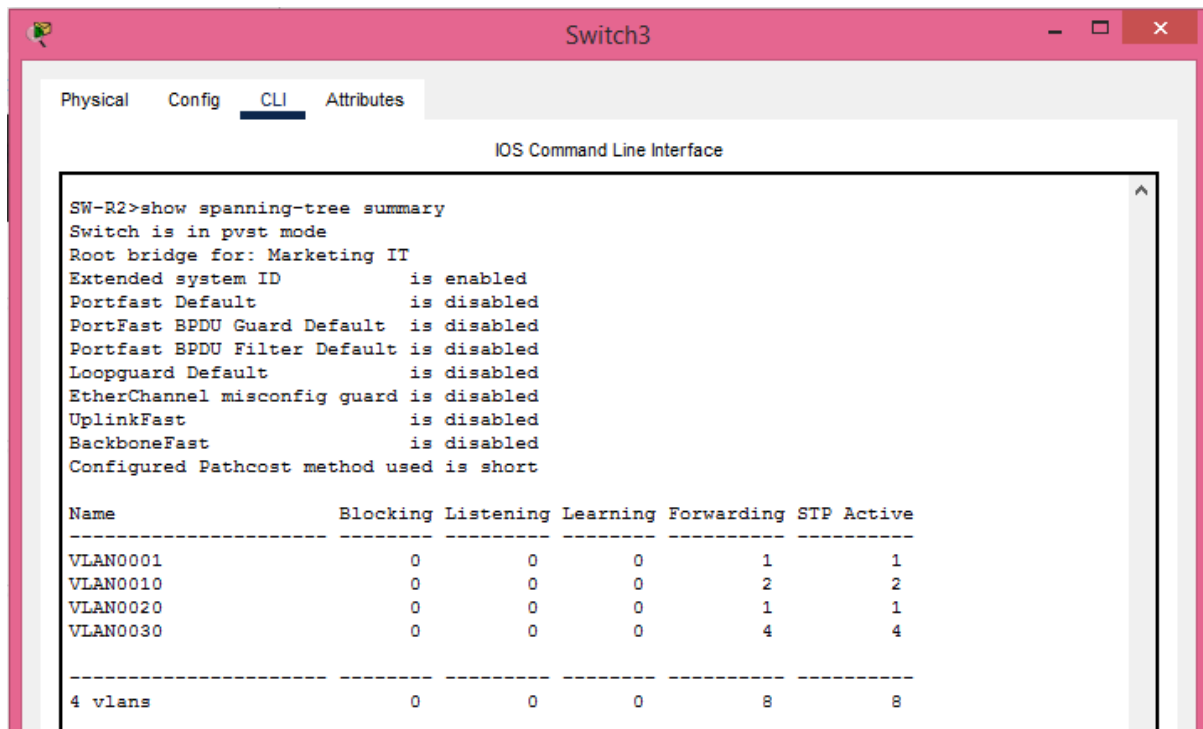 Switch3
Physical Config CLI Attributes
IOS Command Line Interface
SW-R2>show spanning-tree summary
Switch is in pvst mode
Root bridge for: Marketing IT
Extended system ID           is enabled
Portfast Default             is disabled
PortFast BPDU Guard Default  is disabled
Portfast BPDU Filter Default is disabled
Loopguard Default            is disabled
EtherChannel misconfig guard is disabled
UplinkFast                   is disabled
BackboneFast                 is disabled
Configured Pathcost method used is short
Name                   Blocking Listening Learning Forwarding STP Active
---------------------- -------- --------- -------- ---------- ----------
VLAN0001                     0         0        0          1          1
VLAN0010                     0         0        0          2          2
VLAN0020                     0         0        0          1          1
VLAN0030                     0         0        0          4          4
---------------------- -------- --------- -------- ---------- ----------
4 vlans                      0         0        0          8          8